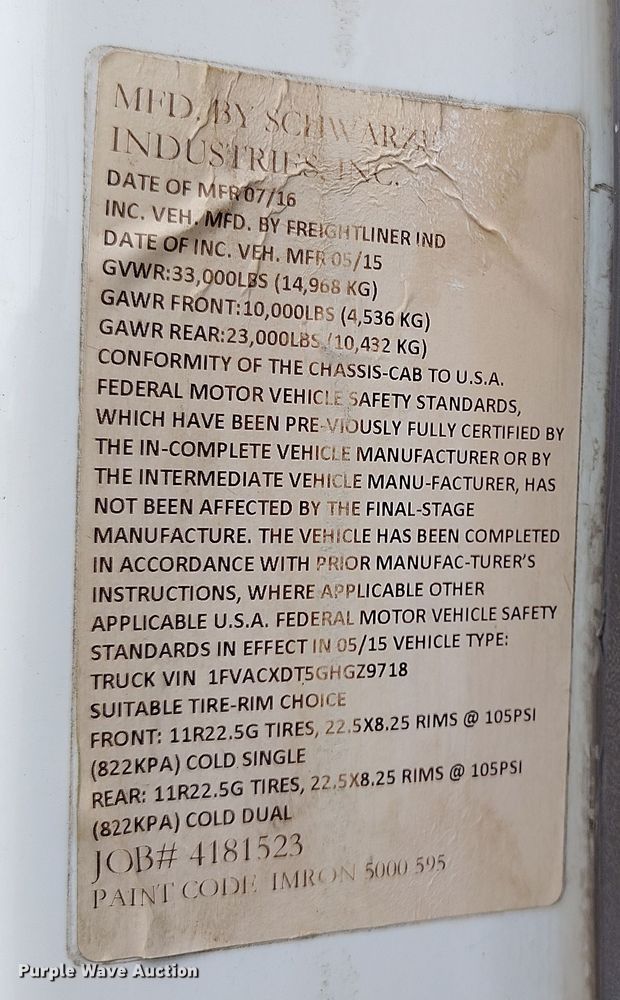 MFD. BY SCHWARZE
INDUSTRIES, INC.
DATE OF MFR 07/16
INC. VEH. MFD. BY FREIGHTLINER IND
DATE OF INC. VEH. MFR 05/15
GVWR:33,000LBS (14,968 KG)
GAWR FRONT:10,000LBS (4,536 KG)
GAWR REAR:23,000LBS (10,432 KG)
CONFORMITY OF THE CHASSIS-CAB TO U.S.A.
FEDERAL MOTOR VEHICLE SAFETY STANDARDS,
WHICH HAVE BEEN PRE-VIOUSLY FULLY CERTIFIED BY
THE IN-COMPLETE VEHICLE MANUFACTURER OR BY
THE INTERMEDIATE VEHICLE MANU-FACTURER, HAS
NOT BEEN AFFECTED BY THE FINAL-STAGE
MANUFACTURE. THE VEHICLE HAS BEEN COMPLETED
IN ACCORDANCE WITH PRIOR MANUFAC-TURER'S
INSTRUCTIONS, WHERE APPLICABLE OTHER
APPLICABLE U.S.A. FEDERAL MOTOR VEHICLE SAFETY
STANDARDS IN EFFECT IN 05/15 VEHICLE TYPE:
TRUCK VIN 1FVACXDT5GHGZ9718
SUITABLE TIRE-RIM CHOICE
FRONT: 11R22.5G TIRES, 22.5X8.25 RIMS @ 105PSI
(822KPA) COLD SINGLE
REAR: 11R22.5G TIRES, 22.5X8.25 RIMS @ 105PSI
(822KPA) COLD DUAL
JOB# 4181523
PAINT CODE IMRON 5000 595
Purple Wave Auction